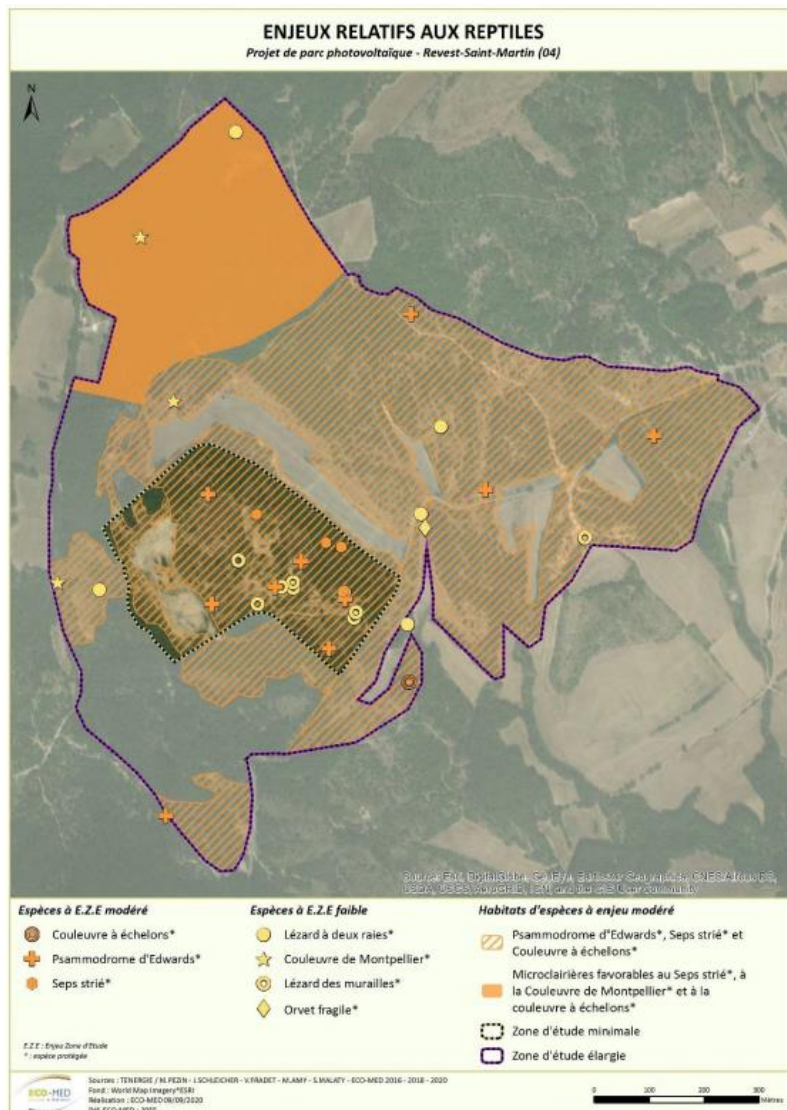 ENJEUX RELATIFS AUX REPTILES
Projet de parc photovoltaïque - Revest-Saint-Martin (04)
N
Espèces à E.Z.E modéré
Couleuvre à échelons*
Psammodrome d'Edwards*
Seps strié*
E.Z.E : Enjeu Zone d'Etude
* : espèce protégée
Espèces à E.Z.E faible
Lézard à deux raies*
Couleuvre de Montpellier*
Lézard des murailles*
Orvet fragile*
Habitats d'espèces à enjeu modéré
Psammodrome d'Edwards*, Seps strié* et
Couleuvre à échelons*
Microclairières favorables au Seps strié*, à
la Couleuvre de Montpellier* et à la
couleuvre à échelons*
Zone d'étude minimale
Zone d'étude élargie
ECO-MED
Sources : TENERGIE / M.PEZIN - J.SCHLEICHER - V.FRADET - M.AMY - S.MALATY - ECO-MED 2016 - 2018 - 2020
Fond : World Map Imagery®ESRI
Réalisation : ECO-MED 09/09/2020
0 100 200 300
Mètres